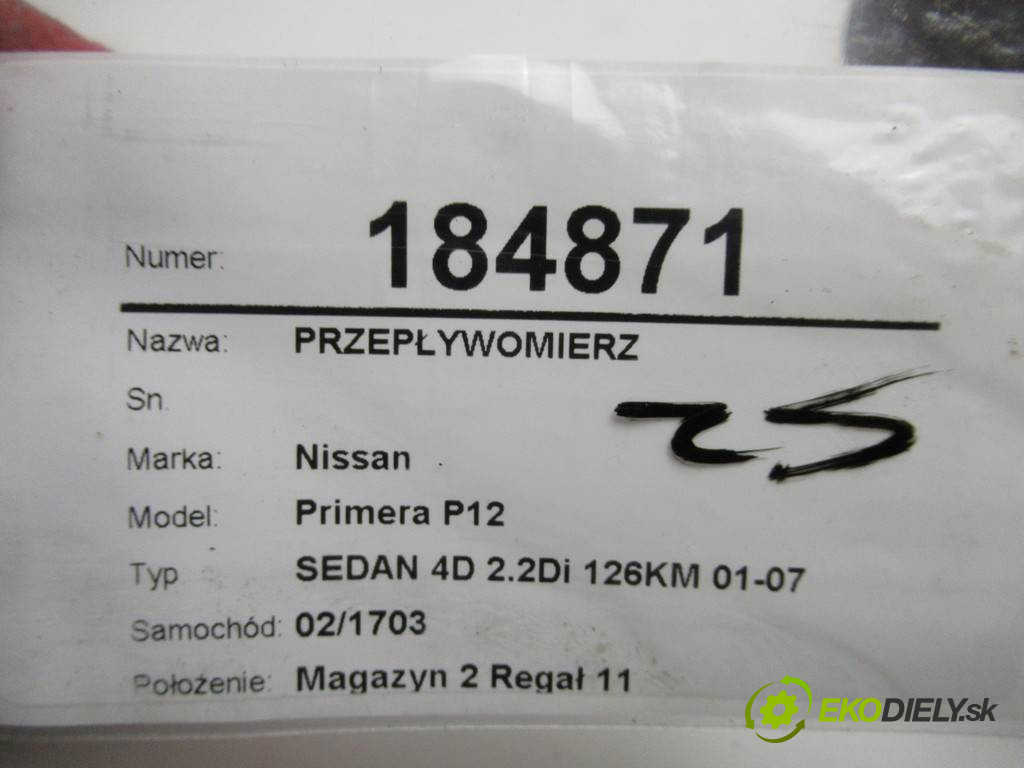 Numer: 184871
Nazwa: PRZEPŁYWOMIERZ
Sn.
25
Marka: Nissan
Model: Primera P12
Typ SEDAN 4D 2.2Di 126KM 01-07
Samochód: 02/1703
Położenie: Magazyn 2 Regał 11
EKODIELY.sk